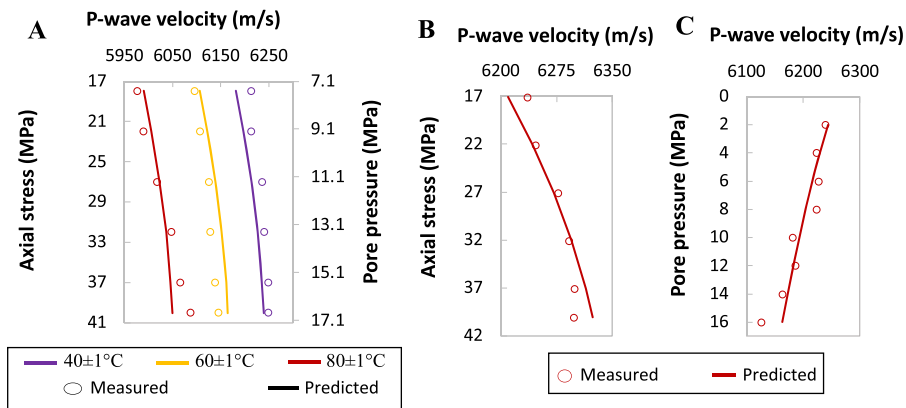 A
P-wave velocity (m/s)
5950 6050 6150 6250
17
21
25
29
33
37
41
Axial stress (MPa)
7.1
9.1
11.1
13.1
15.1
17.1
Pore pressure (MPa)
40±1°C 60±1°C 80±1°C
Measured Predicted
B
P-wave velocity (m/s)
6200 6275 6350
17
22
27
32
37
42
Axial stress (MPa)
C
P-wave velocity (m/s)
6100 6200 6300
0
2
4
6
8
10
12
14
16
Pore pressure (MPa)
Measured Predicted